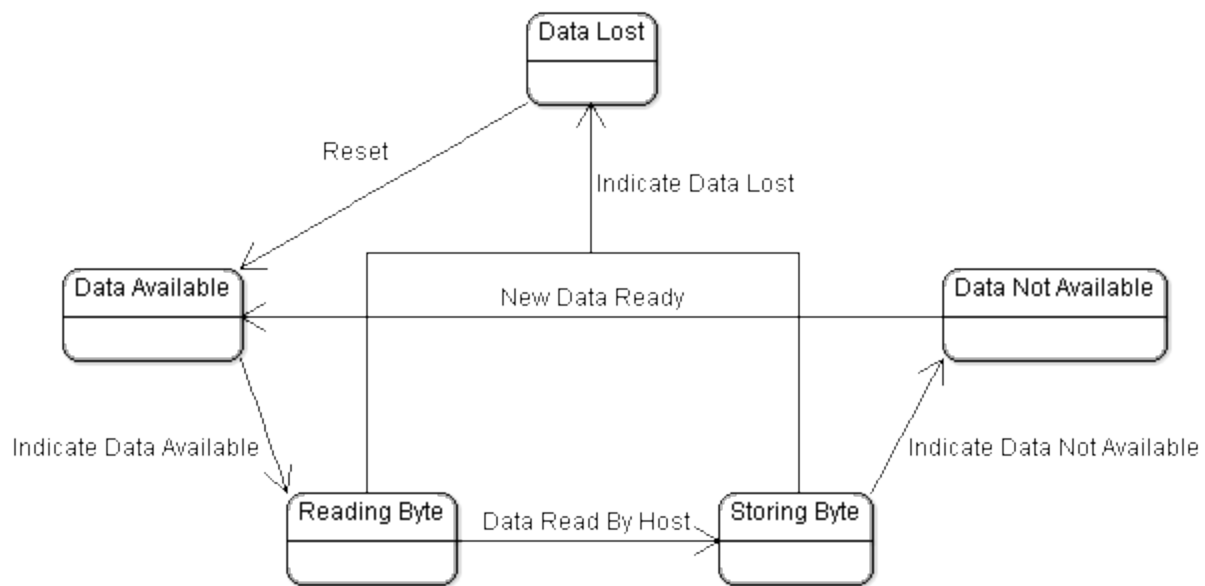 Data Lost
Reset
Indicate Data Lost
Data Available
New Data Ready
Data Not Available
Indicate Data Available
Indicate Data Not Available
Reading Byte
Data Read By Host
Storing Byte